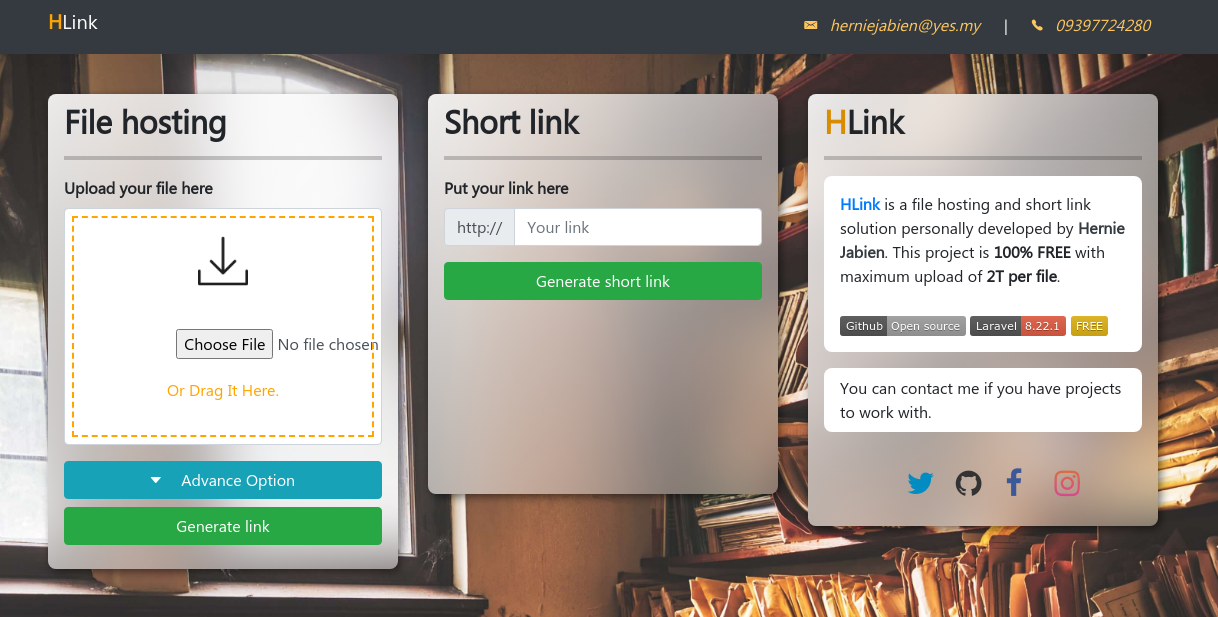 HLink
herniejabien@yes.my | 09397724280
File hosting
Upload your file here
Choose File No file chosen
Or Drag It Here.
Advance Option
Generate link
Short link
Put your link here
http:// Your link
Generate short link
HLink
HLink is a file hosting and short link
solution personally developed by Hernie
Jabien. This project is 100% FREE with
maximum upload of 2T per file.
Github Open source Laravel 8.22.1 FREE
You can contact me if you have projects
to work with.